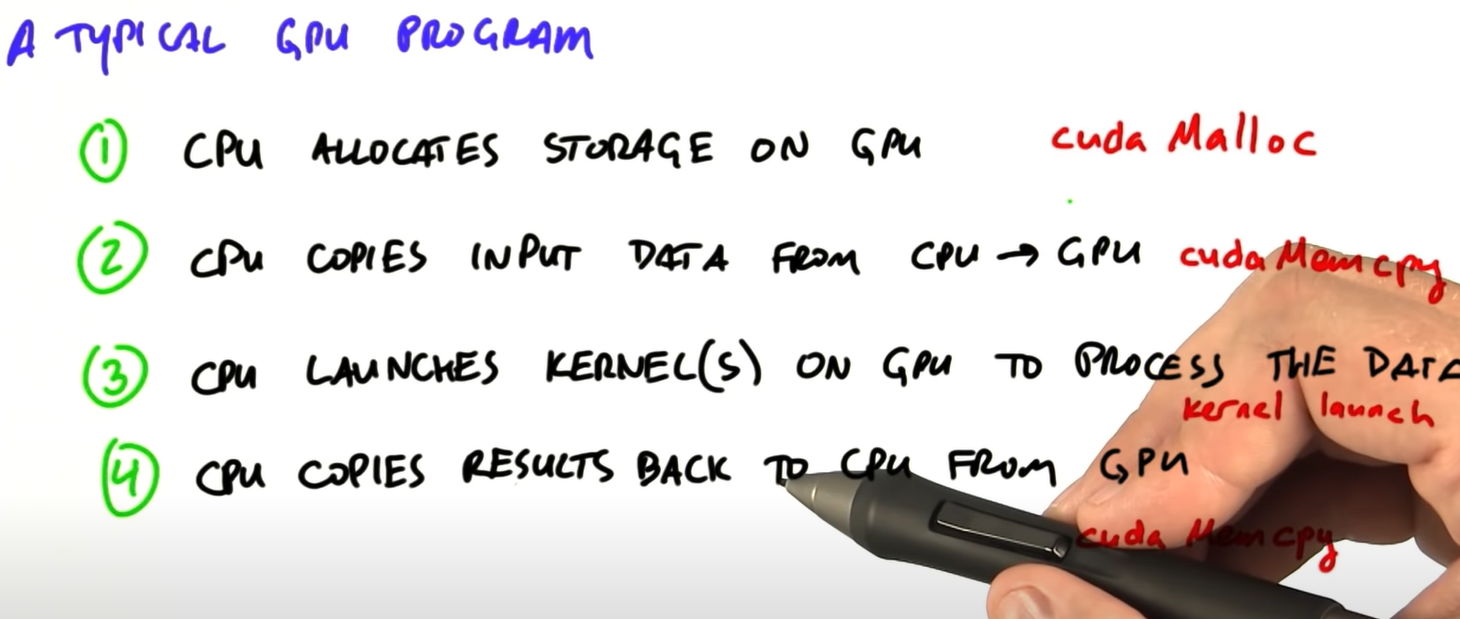 A TYPICAL GPU PROGRAM
① CPU ALLOCATES STORAGE ON GPU cuda Malloc
② CPU COPIES INPUT DATA FROM CPU → GPU cuda Memcpy
③ CPU LAUNCHES KERNEL(S) ON GPU TO PROCESS THE DATA
kernel launch
④ CPU COPIES RESULTS BACK TO CPU FROM GPU
cuda Memcpy